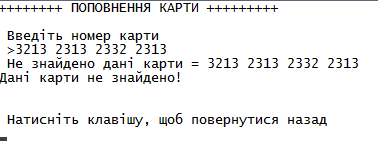 ++++++++ ПОПОВНЕННЯ КАРТИ +++++++++
Введіть номер карти
>3213 2313 2332 2313
Не знайдено дані карти = 3213 2313 2332 2313
Дані карти не знайдено!
Натисніть клавішу, щоб повернутися назад